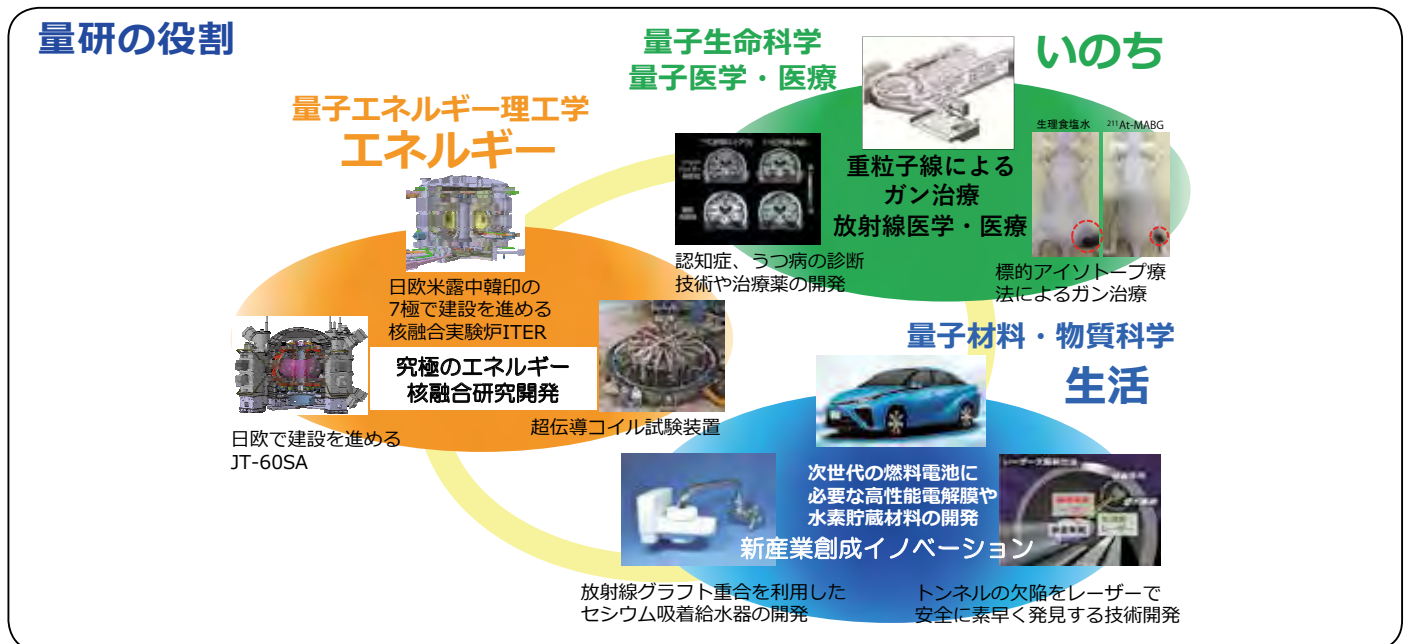 量研の役割
量子エネルギー理工学
エネルギー
日欧米露中韓印の
7極で建設を進める
核融合実験炉ITER
究極のエネルギー
核融合研究開発
日欧で建設を進める
JT-60SA
超伝導コイル試験装置
量子生命科学
量子医学・医療
いのち
生理食塩水
²¹¹At-MABG
重粒子線による
ガン治療
放射線医学・医療
認知症、うつ病の診断
技術や治療薬の開発
標的アイソトープ療
法によるガン治療
量子材料・物質科学
生活
次世代の燃料電池に
必要な高性能電解膜や
水素貯蔵材料の開発
新産業創成イノベーション
放射線グラフト重合を利用した
セシウム吸着給水器の開発
トンネルの欠陥をレーザーで
安全に素早く発見する技術開発